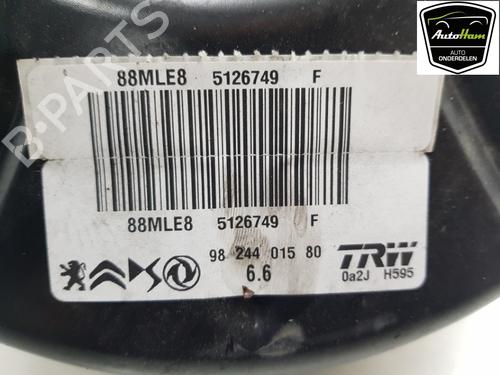 AutoHam
AUTO
ONDERDELEN
88MLE8 5126749 F
88MLE8 5126749 F
98 244 015 80
6.6
TRW
0a2J H595
B-PARTS